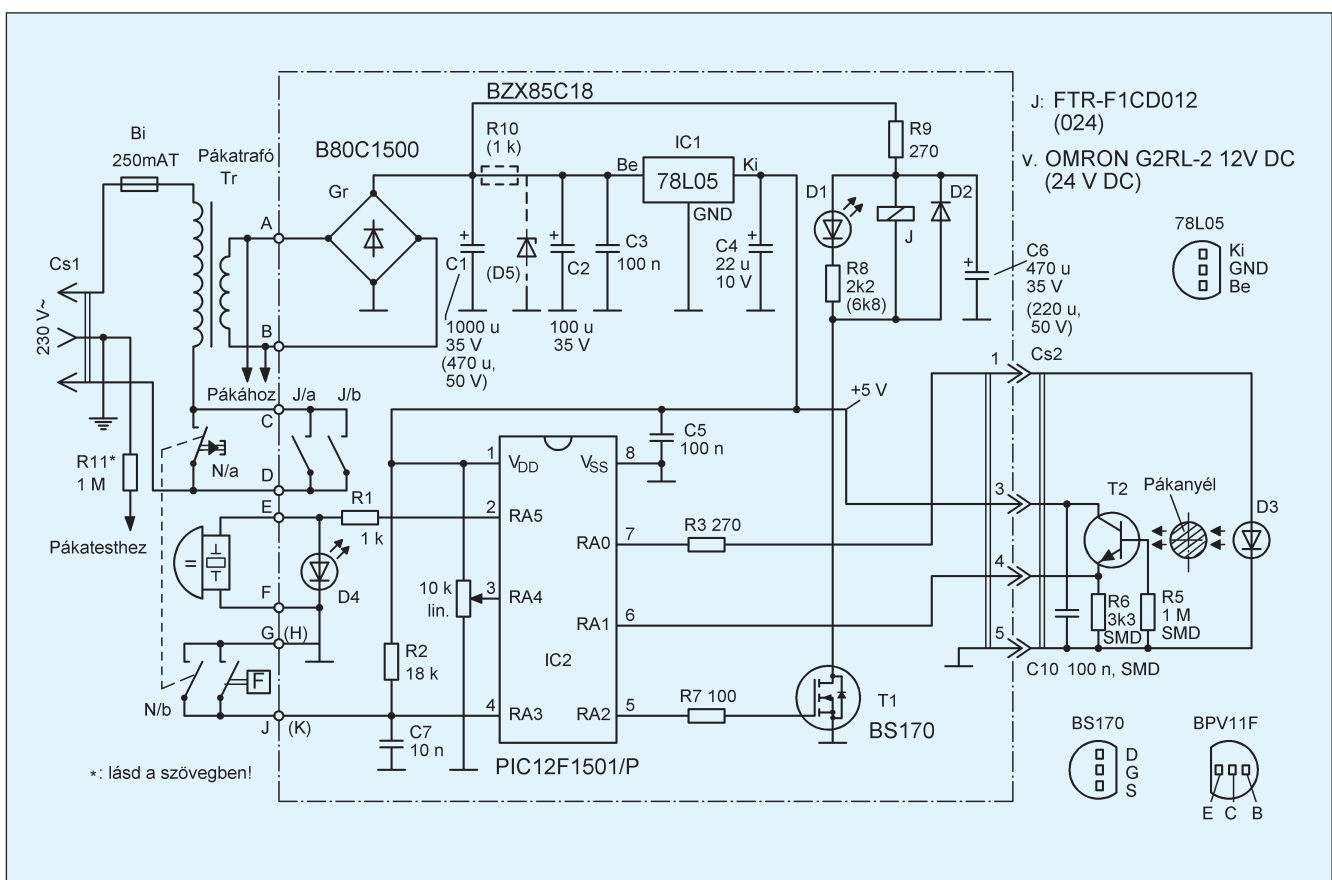 BZX85C18
J: FTR-F1CD012
(024)
v. OMRON G2RL-2 12V DC
(24 V DC)
Bi
250mAT
Pákatrafó
Tr
B80C1500
Gr
R10
(1 k)
Be
IC1
78L05
Ki
GND
R9
270
D1
D2
J
78L05
Ki
GND
Be
A
B
Cs1
230 V~
+
C1
1000 u
35 V
(470 u,
50 V)
(D5)
+
C2
100 u
35 V
C3
100 n
C4
22 u
10 V
+
R8
2k2
(6k8)
+
C6
470 u
35 V
(220 u,
50 V)
Pákához
J/a
J/b
C
N/a
D
R11*
1 M
Pákatesthez
E
R1
1 k
=
D4
F
G
(H)
F
N/b
J
(K)
*: lásd a szövegben!
+5 V
C5
100 n
1
VDD
VSS
8
2
RA5
RA0
7
R3 270
10 k
lin.
3
RA4
RA1
6
IC2
R2
18 k
4
RA3
RA2
5
R7 100
C7
10 n
PIC12F1501/P
T1
BS170
1
Cs2
3
4
5
T2
Pákanyél
D3
R6
3k3
SMD
R5
1 M
SMD
C10 100 n, SMD
BS170
D
G
S
BPV11F
E C B